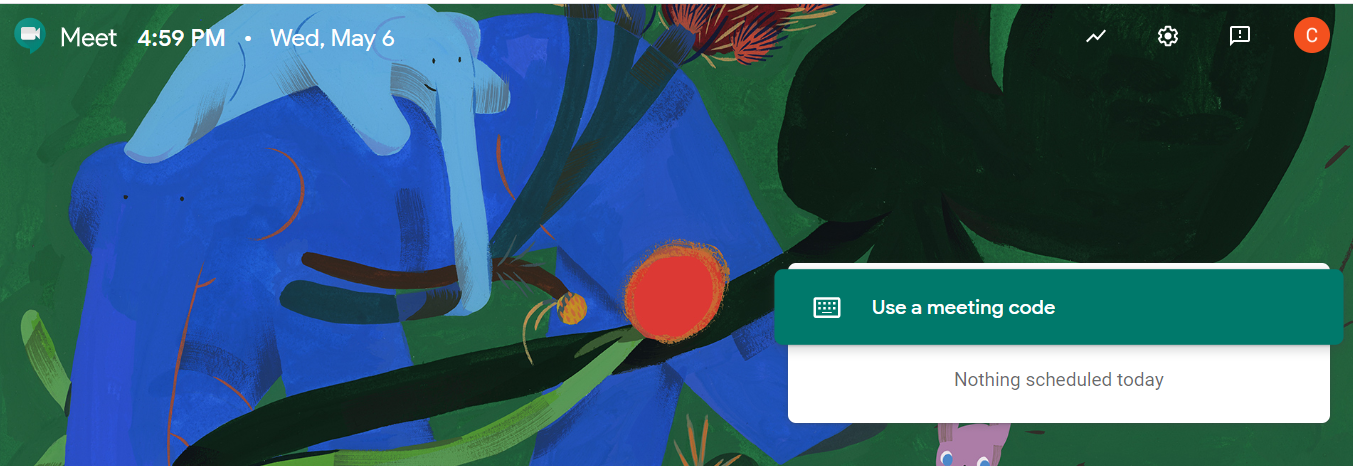 Meet 4:59 PM • Wed, May 6
C
Use a meeting code
Nothing scheduled today